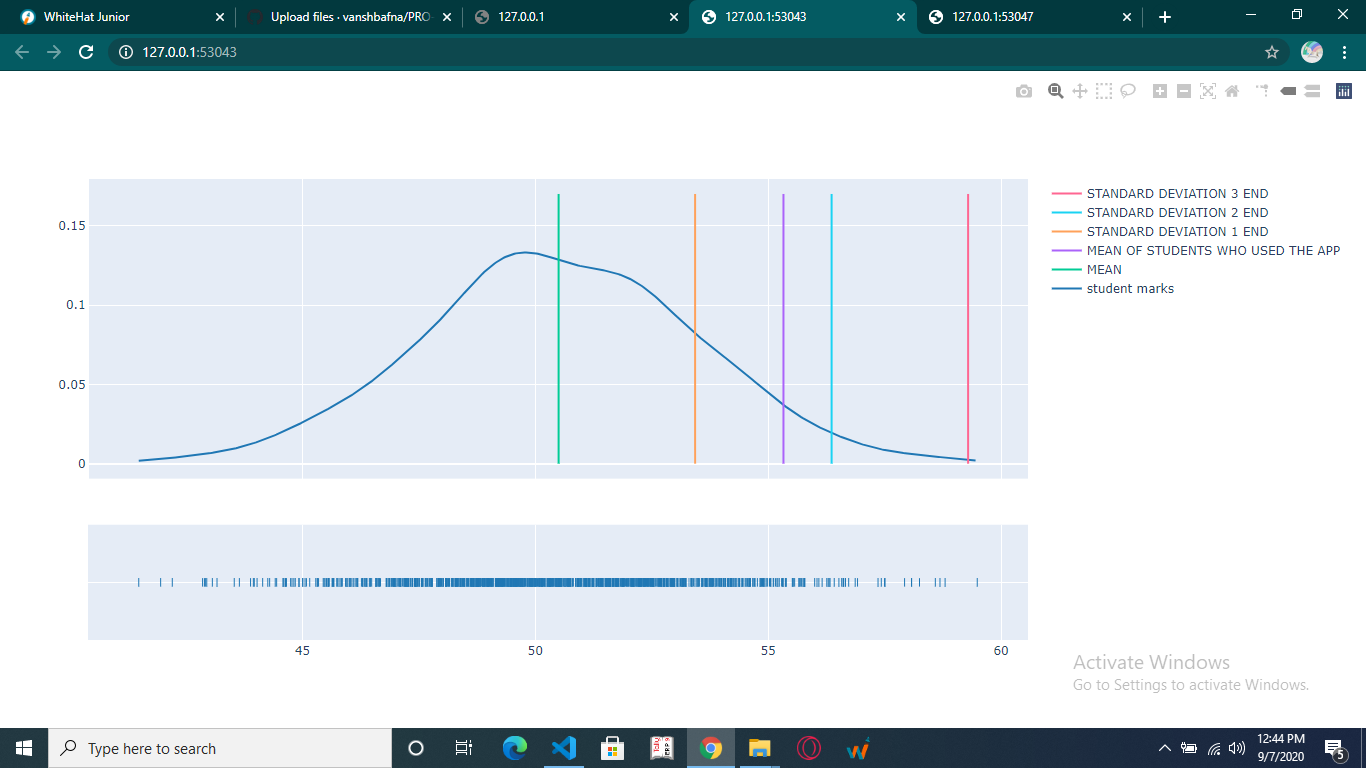 WhiteHat Junior
Upload files · vanshbafna/PRO
127.0.0.1
127.0.0.1:53043
127.0.0.1:53047
127.0.0.1:53043
0.15
0.1
0.05
0
STANDARD DEVIATION 3 END
STANDARD DEVIATION 2 END
STANDARD DEVIATION 1 END
MEAN OF STUDENTS WHO USED THE APP
MEAN
student marks
45
50
55
60
Activate Windows
Go to Settings to activate Windows.
Type here to search
12:44 PM
9/7/2020
5